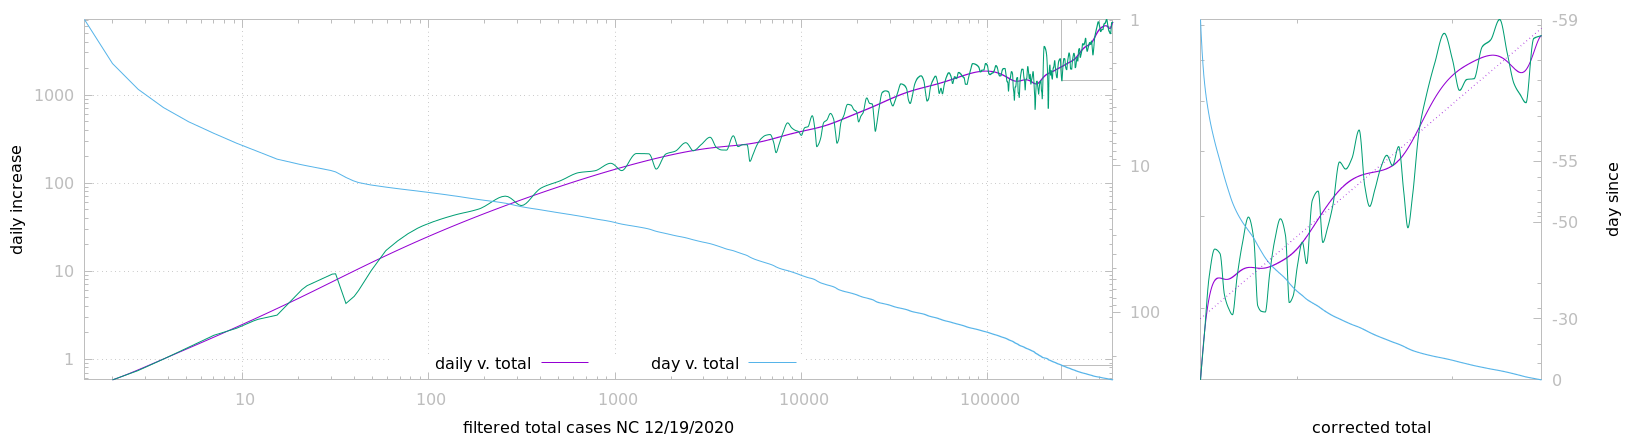 daily increase
1000
100
10
1
10
100
1000
10000
100000
1
10
100
daily v. total
day v. total
filtered total cases NC 12/19/2020
-59
-55
-50
-30
0
day since
corrected total